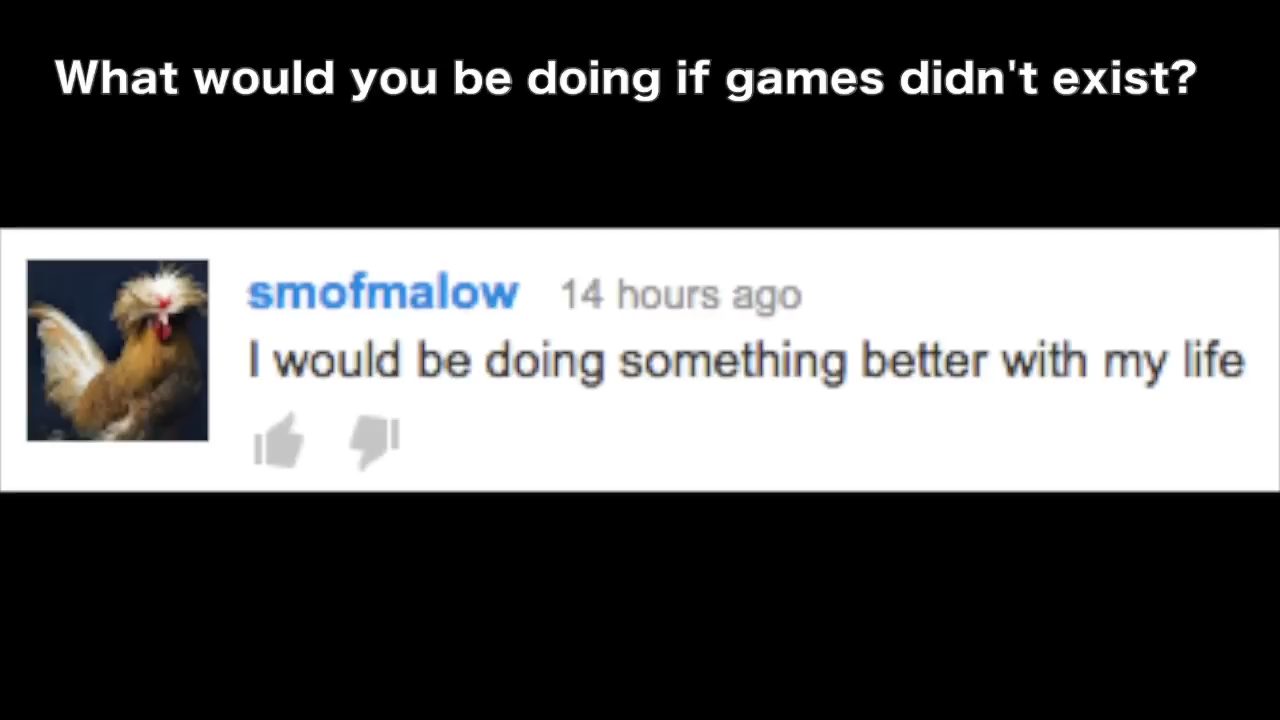 What would you be doing if games didn't exist?
smofmalow 14 hours ago
I would be doing something better with my life